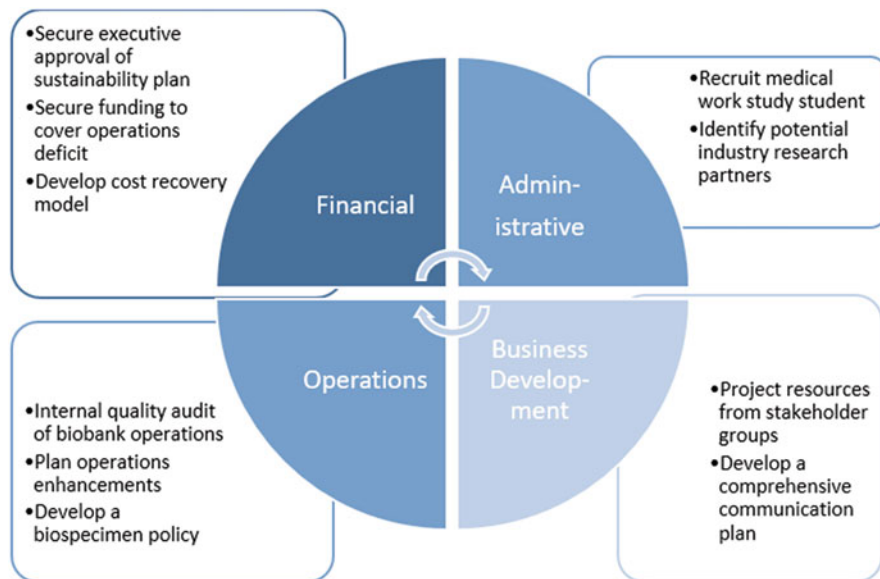 •Secure executive
approval of
sustainability plan
•Secure funding to
cover operations
deficit
•Develop cost recovery
model
Financial
Admin-
istrative
•Recruit medical
work study student
•Identify potential
industry research
partners
Operations
•Internal quality audit
of biobank operations
•Plan operations
enhancements
•Develop a
biospecimen policy
Business
Develop-
ment
•Project resources
from stakeholder
groups
•Develop a
comprehensive
communication
plan